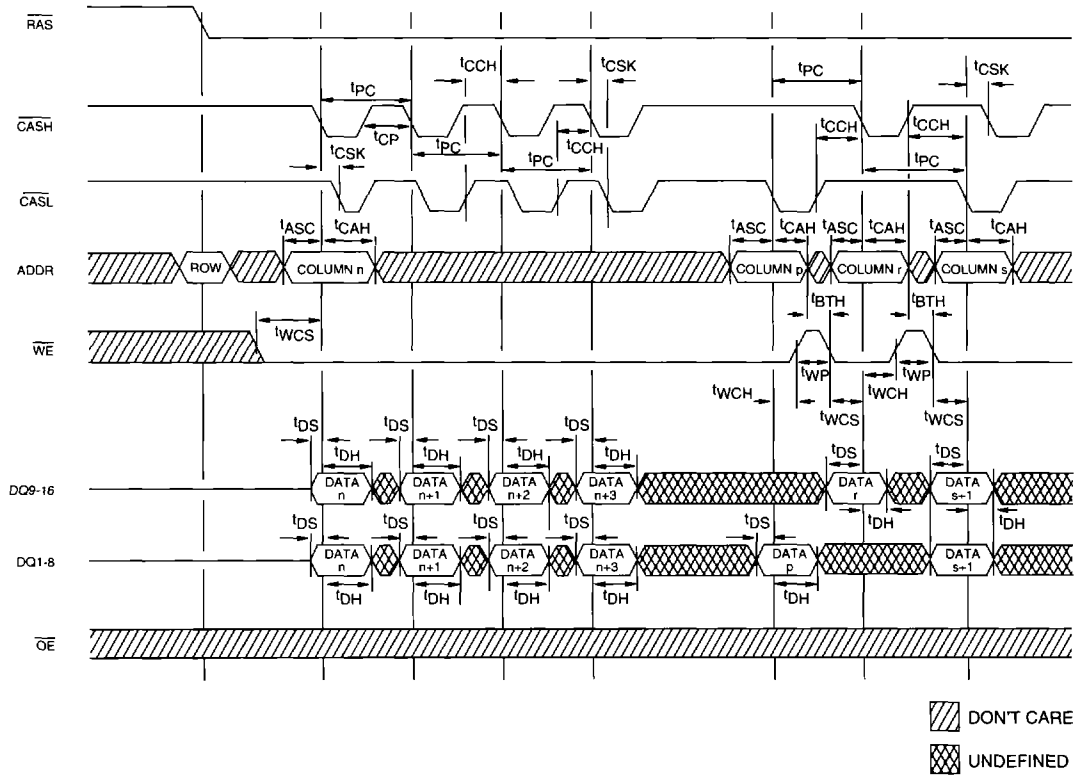 RAS
tCCH tCSK tPC tCSK
tPC
CASH
tCP tCCH tCCH
tCSK tPC tPC tCCH tPC
CASL
tASC tCAH tASC tCAH tASC tCAH tASC tCAH
ADDR ROW COLUMN n COLUMN p COLUMN r COLUMN s
tBTH tBTH
tWCS
WE
tWP tWP
tWCH tWCH
tWCS tWCS
tDS tDS tDS tDS
tDH tDH tDH tDH tDS tDS
DQ9-16 DATA n DATA n+1 DATA n+2 DATA n+3 DATA r DATA s+1
tDH tDH
tDS tDS tDS tDS tDS
DQ1-8 DATA n DATA n+1 DATA n+2 DATA n+3 DATA p DATA s+1
tDH tDH tDH tDH tDH
OE
DON'T CARE
UNDEFINED